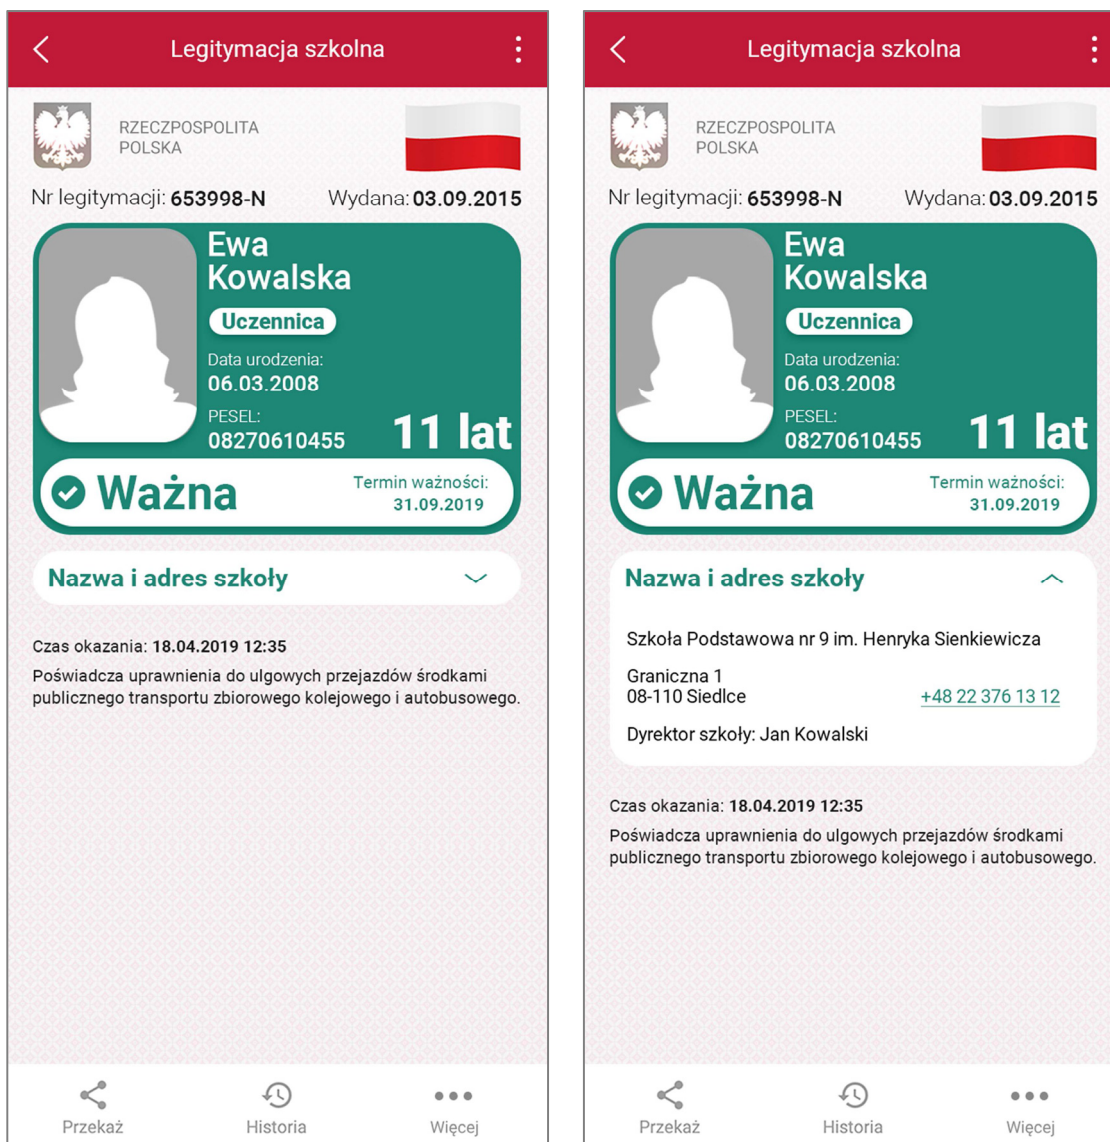 Legitymacja szkolna
RZECZPOSPOLITA
POLSKA
Nr legitymacji: 653998-N Wydana: 03.09.2015
Ewa
Kowalska
Uczennica
Data urodzenia:
06.03.2008
PESEL:
08270610455
11 lat
Ważna
Termin ważności:
31.09.2019
Nazwa i adres szkoły
Czas okazania: 18.04.2019 12:35
Poświadcza uprawnienia do ulgowych przejazdów środkami
publicznego transportu zbiorowego kolejowego i autobusowego.
Przekaż Historia Więcej
Legitymacja szkolna
RZECZPOSPOLITA
POLSKA
Nr legitymacji: 653998-N Wydana: 03.09.2015
Ewa
Kowalska
Uczennica
Data urodzenia:
06.03.2008
PESEL:
08270610455
11 lat
Ważna
Termin ważności:
31.09.2019
Nazwa i adres szkoły
Szkoła Podstawowa nr 9 im. Henryka Sienkiewicza
Graniczna 1
08-110 Siedlce +48 22 376 13 12
Dyrektor szkoły: Jan Kowalski
Czas okazania: 18.04.2019 12:35
Poświadcza uprawnienia do ulgowych przejazdów środkami
publicznego transportu zbiorowego kolejowego i autobusowego.
Przekaż Historia Więcej